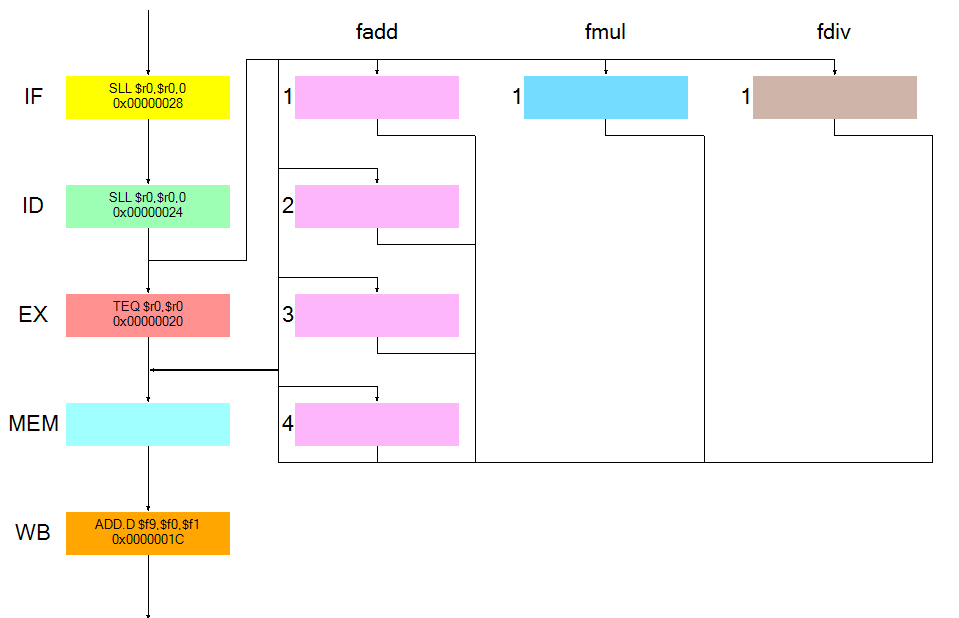 fadd fmul fdiv
IF
SLL $r0,$r0,0
0x00000028
1 1 1
ID
SLL $r0,$r0,0
0x00000024
2
EX
TEQ $r0,$r0
0x00000020
3
MEM
4
WB
ADD.D $f9,$f0,$f1
0x0000001C